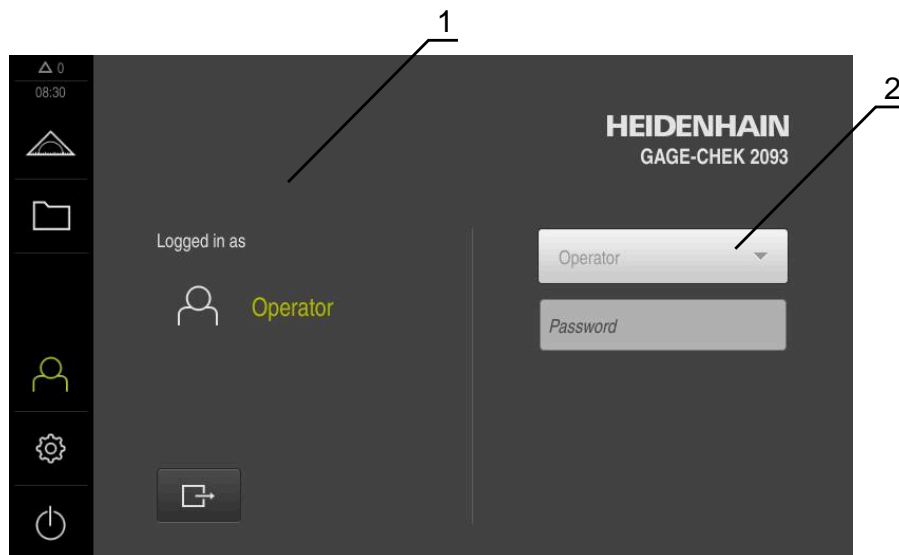 1
0
08:30
2
HEIDENHAIN
GAGE-CHEK 2093
Logged in as
Operator
Operator
Password